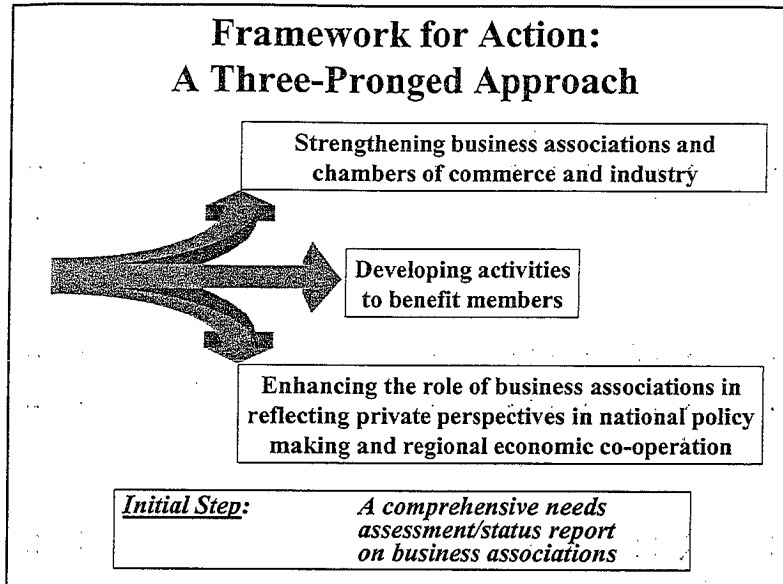 Framework for Action:
A Three-Pronged Approach
Strengthening business associations and
chambers of commerce and industry
Developing activities
to benefit members
Enhancing the role of business associations in
reflecting private perspectives in national policy
making and regional economic co-operation
Initial Step: A comprehensive needs
assessment/status report
on business associations